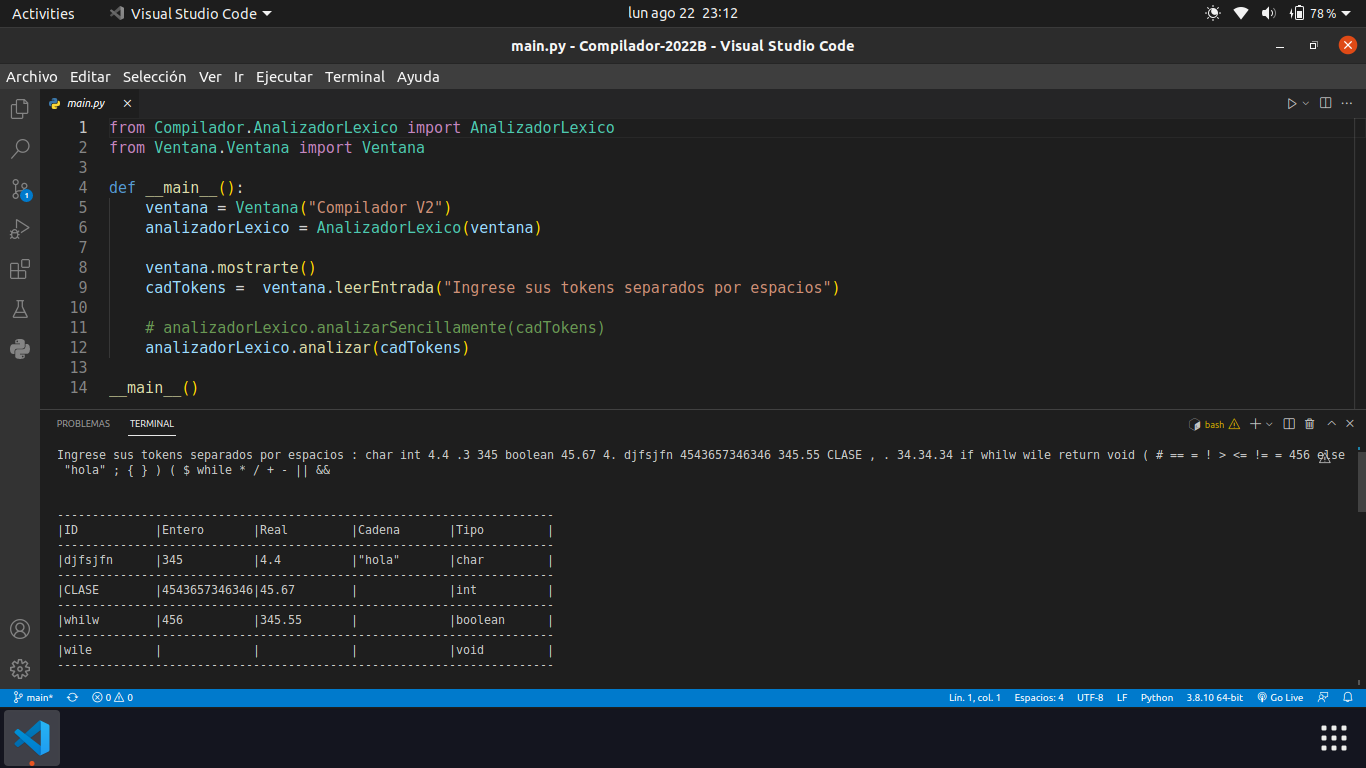 Activities Visual Studio Code lun ago 22 23:12 78 %
main.py - Compilador-2022B - Visual Studio Code
Archivo Editar Selección Ver Ir Ejecutar Terminal Ayuda
main.py
1 from Compilador.AnalizadorLexico import AnalizadorLexico
2 from Ventana.Ventana import Ventana
3
4 def __main__():
5 ventana = Ventana("Compilador V2")
6 analizadorLexico = AnalizadorLexico(ventana)
7
8 ventana.mostrarte()
9 cadTokens =  ventana.leerEntrada("Ingrese sus tokens separados por espacios")
10
11 # analizadorLexico.analizarSencillamente(cadTokens)
12 analizadorLexico.analizar(cadTokens)
13
14 __main__()
PROBLEMAS TERMINAL bash
Ingrese sus tokens separados por espacios : char int 4.4 .3 345 boolean 45.67 4. djfsjfn 4543657346346 345.55 CLASE , . 34.34.34 if whilw wile return void ( # == = ! > <= != = 456 else
"hola" ; { } ) ( $ while * / + - || &&
-----------------------------------------------------------------------
|ID |Entero |Real |Cadena |Tipo |
-----------------------------------------------------------------------
|djfsjfn |345 |4.4 |"hola" |char |
-----------------------------------------------------------------------
|CLASE |4543657346346|45.67 | |int |
-----------------------------------------------------------------------
|whilw |456 |345.55 | |boolean |
-----------------------------------------------------------------------
|wile | | | |void |
-----------------------------------------------------------------------
main* 0 0 Lín. 1, col. 1 Espacios: 4 UTF-8 LF Python 3.8.10 64-bit Go Live